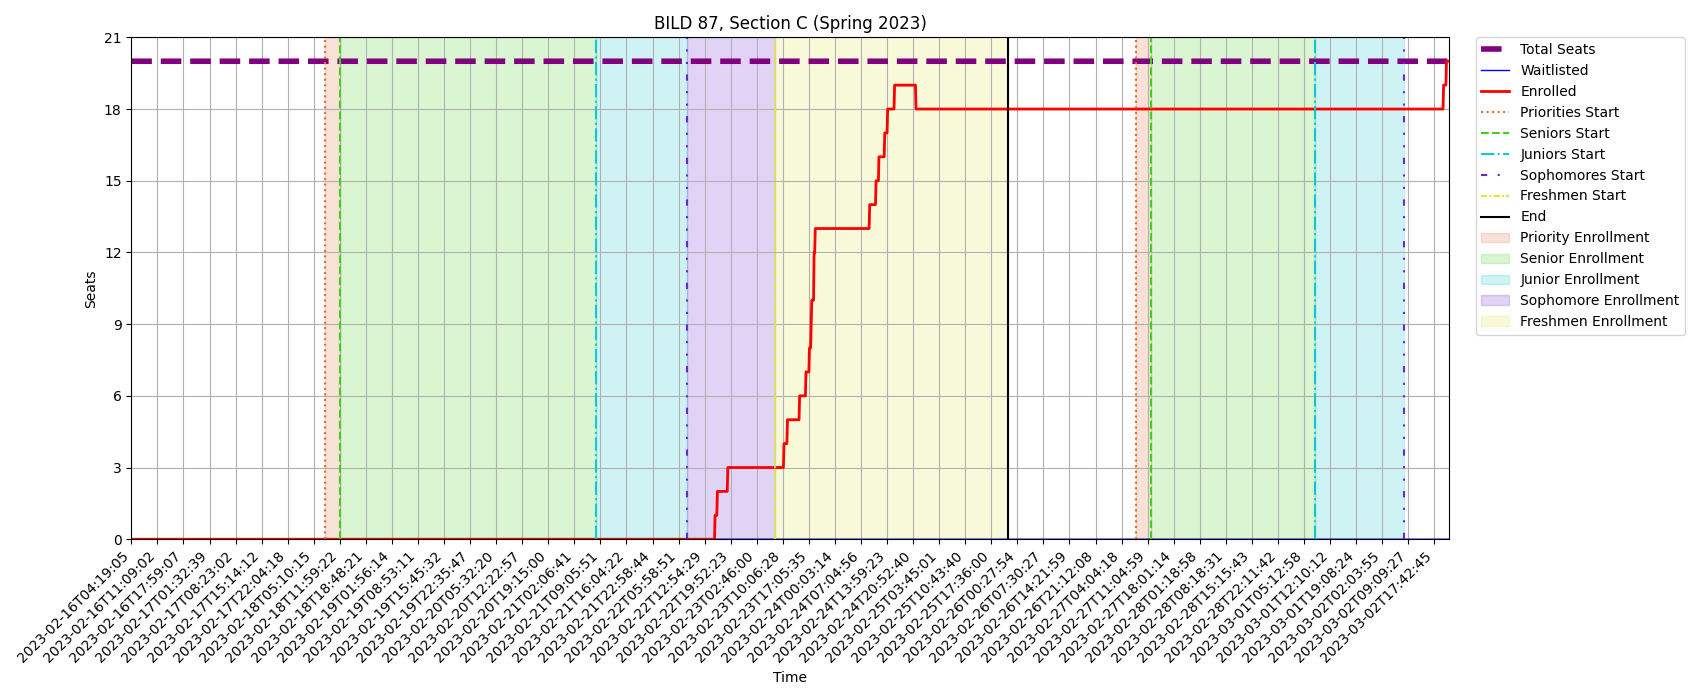 BILD 87, Section C (Spring 2023)
21
18
15
12
9
6
3
0
Seats
2023-02-16T04:19:05
2023-02-16T11:09:02
2023-02-16T17:59:07
2023-02-17T01:32:39
2023-02-17T08:23:02
2023-02-17T15:14:12
2023-02-17T22:04:18
2023-02-18T05:10:15
2023-02-18T11:59:22
2023-02-18T18:48:21
2023-02-19T01:56:14
2023-02-19T08:53:11
2023-02-19T15:45:32
2023-02-19T22:35:47
2023-02-20T05:32:20
2023-02-20T12:22:57
2023-02-20T19:15:00
2023-02-21T02:06:41
2023-02-21T09:05:51
2023-02-21T16:04:22
2023-02-21T22:58:44
2023-02-22T05:58:51
2023-02-22T12:54:29
2023-02-22T19:52:23
2023-02-23T02:46:00
2023-02-23T10:06:28
2023-02-23T17:05:35
2023-02-24T00:03:14
2023-02-24T07:04:56
2023-02-24T13:59:23
2023-02-24T20:52:40
2023-02-25T03:45:01
2023-02-25T10:43:40
2023-02-25T17:36:00
2023-02-26T00:27:54
2023-02-26T07:30:27
2023-02-26T14:21:59
2023-02-26T21:12:08
2023-02-27T04:04:18
2023-02-27T11:04:59
2023-02-27T18:01:14
2023-02-28T01:18:58
2023-02-28T08:18:31
2023-02-28T15:15:43
2023-02-28T22:11:42
2023-03-01T05:12:58
2023-03-01T12:10:12
2023-03-01T19:08:24
2023-03-02T02:03:55
2023-03-02T09:09:27
2023-03-02T17:42:45
Time
Total Seats
Waitlisted
Enrolled
Priorities Start
Seniors Start
Juniors Start
Sophomores Start
Freshmen Start
End
Priority Enrollment
Senior Enrollment
Junior Enrollment
Sophomore Enrollment
Freshmen Enrollment